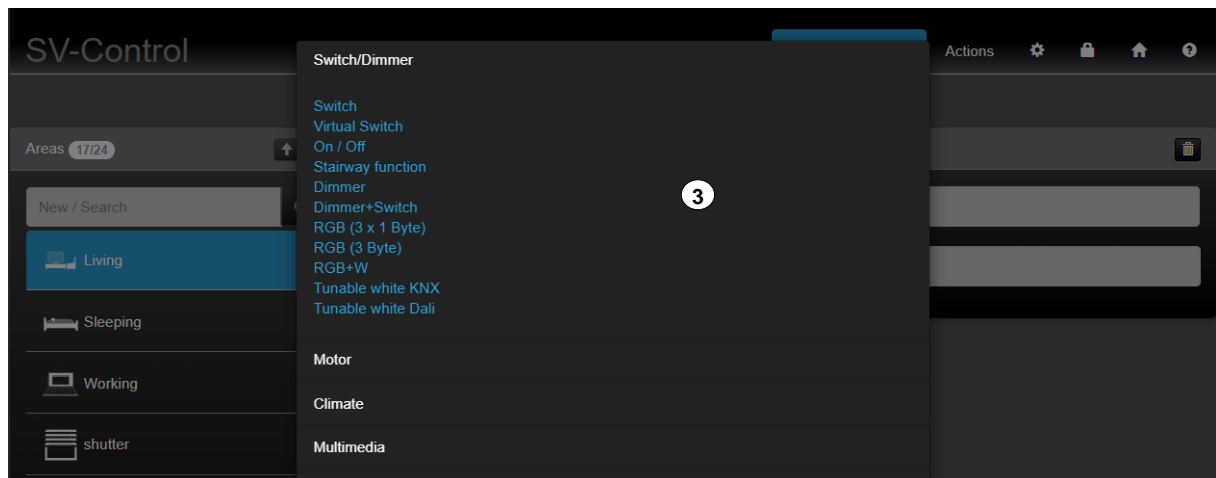 SV-Control
Actions
Areas 17/24
New / Search
Living
Sleeping
Working
shutter
Switch/Dimmer
Switch
Virtual Switch
On / Off
Stairway function
Dimmer
Dimmer+Switch
RGB (3 x 1 Byte)
RGB (3 Byte)
RGB+W
Tunable white KNX
Tunable white Dali
Motor
Climate
Multimedia
3